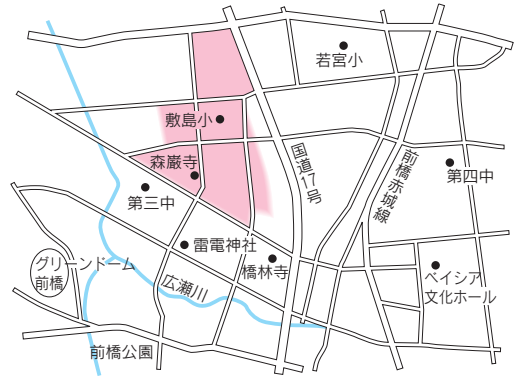 若宮小
敷島小
国道17号
前橋赤城線
森巌寺
第四中
第三中
雷電神社
橋林寺
グリーンドーム
前橋
広瀬川
ベイシア
文化ホール
前橋公園